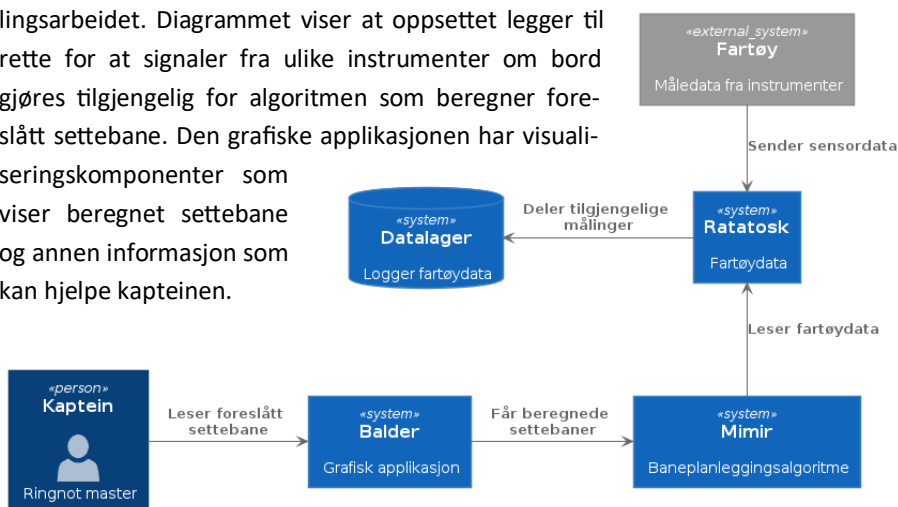 lingsarbeidet. Diagrammet viser at oppsettet legger til
rette for at signaler fra ulike instrumenter om bord
gjøres tilgjengelig for algoritmen som beregner fore-
slått settebane. Den grafiske applikasjonen har visuali-
seringskomponenter som
viser beregnet settebane
og annen informasjon som
kan hjelpe kapteinen.
«external_system»
Fartøy
Måledata fra instrumenter
Sender sensordata
«system»
Ratatosk
Fartøydata
Deler tilgjengelige
målinger
«system»
Datalager
Logger fartøydata
Leser fartøydata
«person»
Kaptein
Ringnot master
Leser foreslått
settebane
«system»
Balder
Grafisk applikasjon
Får beregnede
settebaner
«system»
Mimir
Baneplanleggingsalgoritme